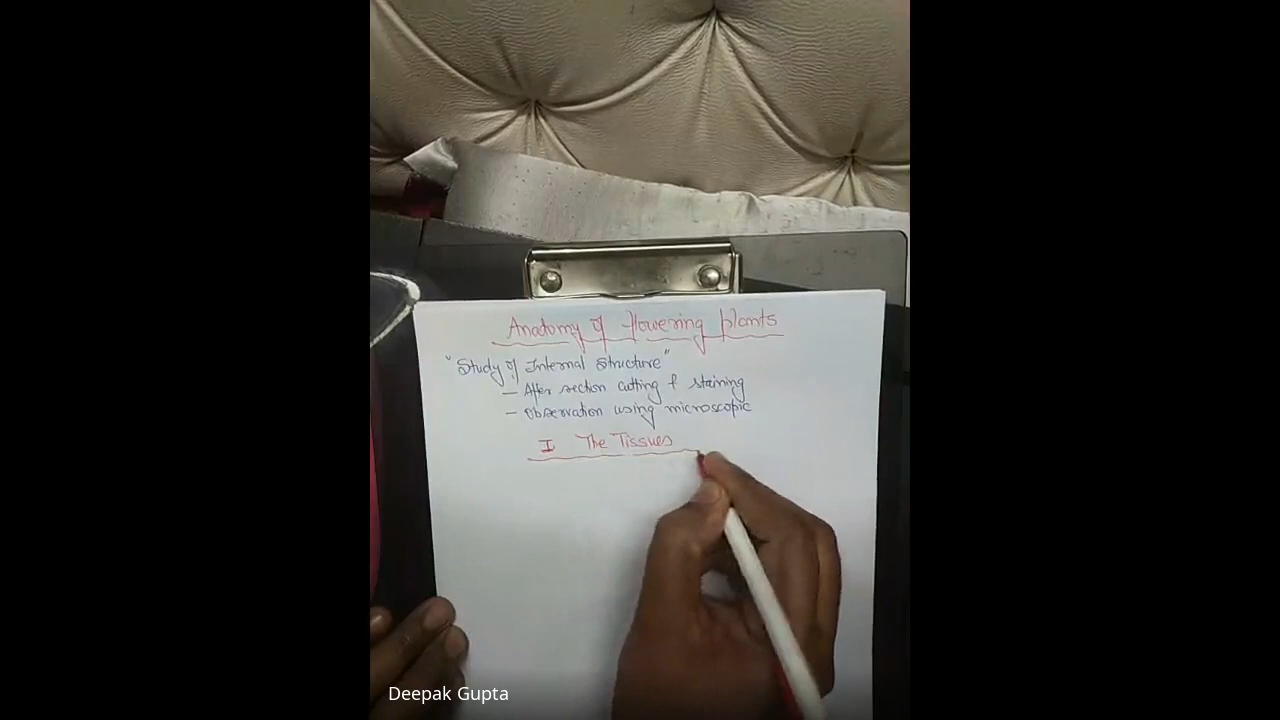 Anatomy of flowering plants
"Study of Internal Structure"
— After section cutting & staining
— Observation using microscopic
I The Tissues
Deepak Gupta